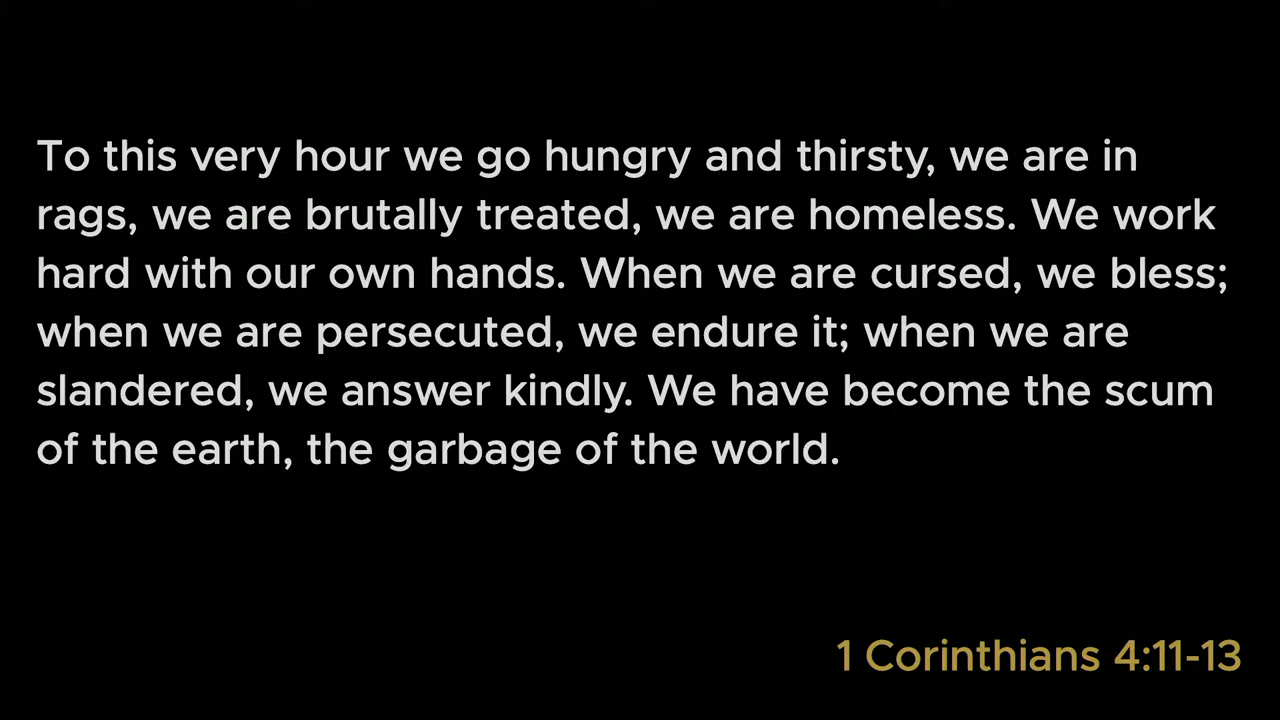 To this very hour we go hungry and thirsty, we are in
rags, we are brutally treated, we are homeless. We work
hard with our own hands. When we are cursed, we bless;
when we are persecuted, we endure it; when we are
slandered, we answer kindly. We have become the scum
of the earth, the garbage of the world.
1 Corinthians 4:11-13